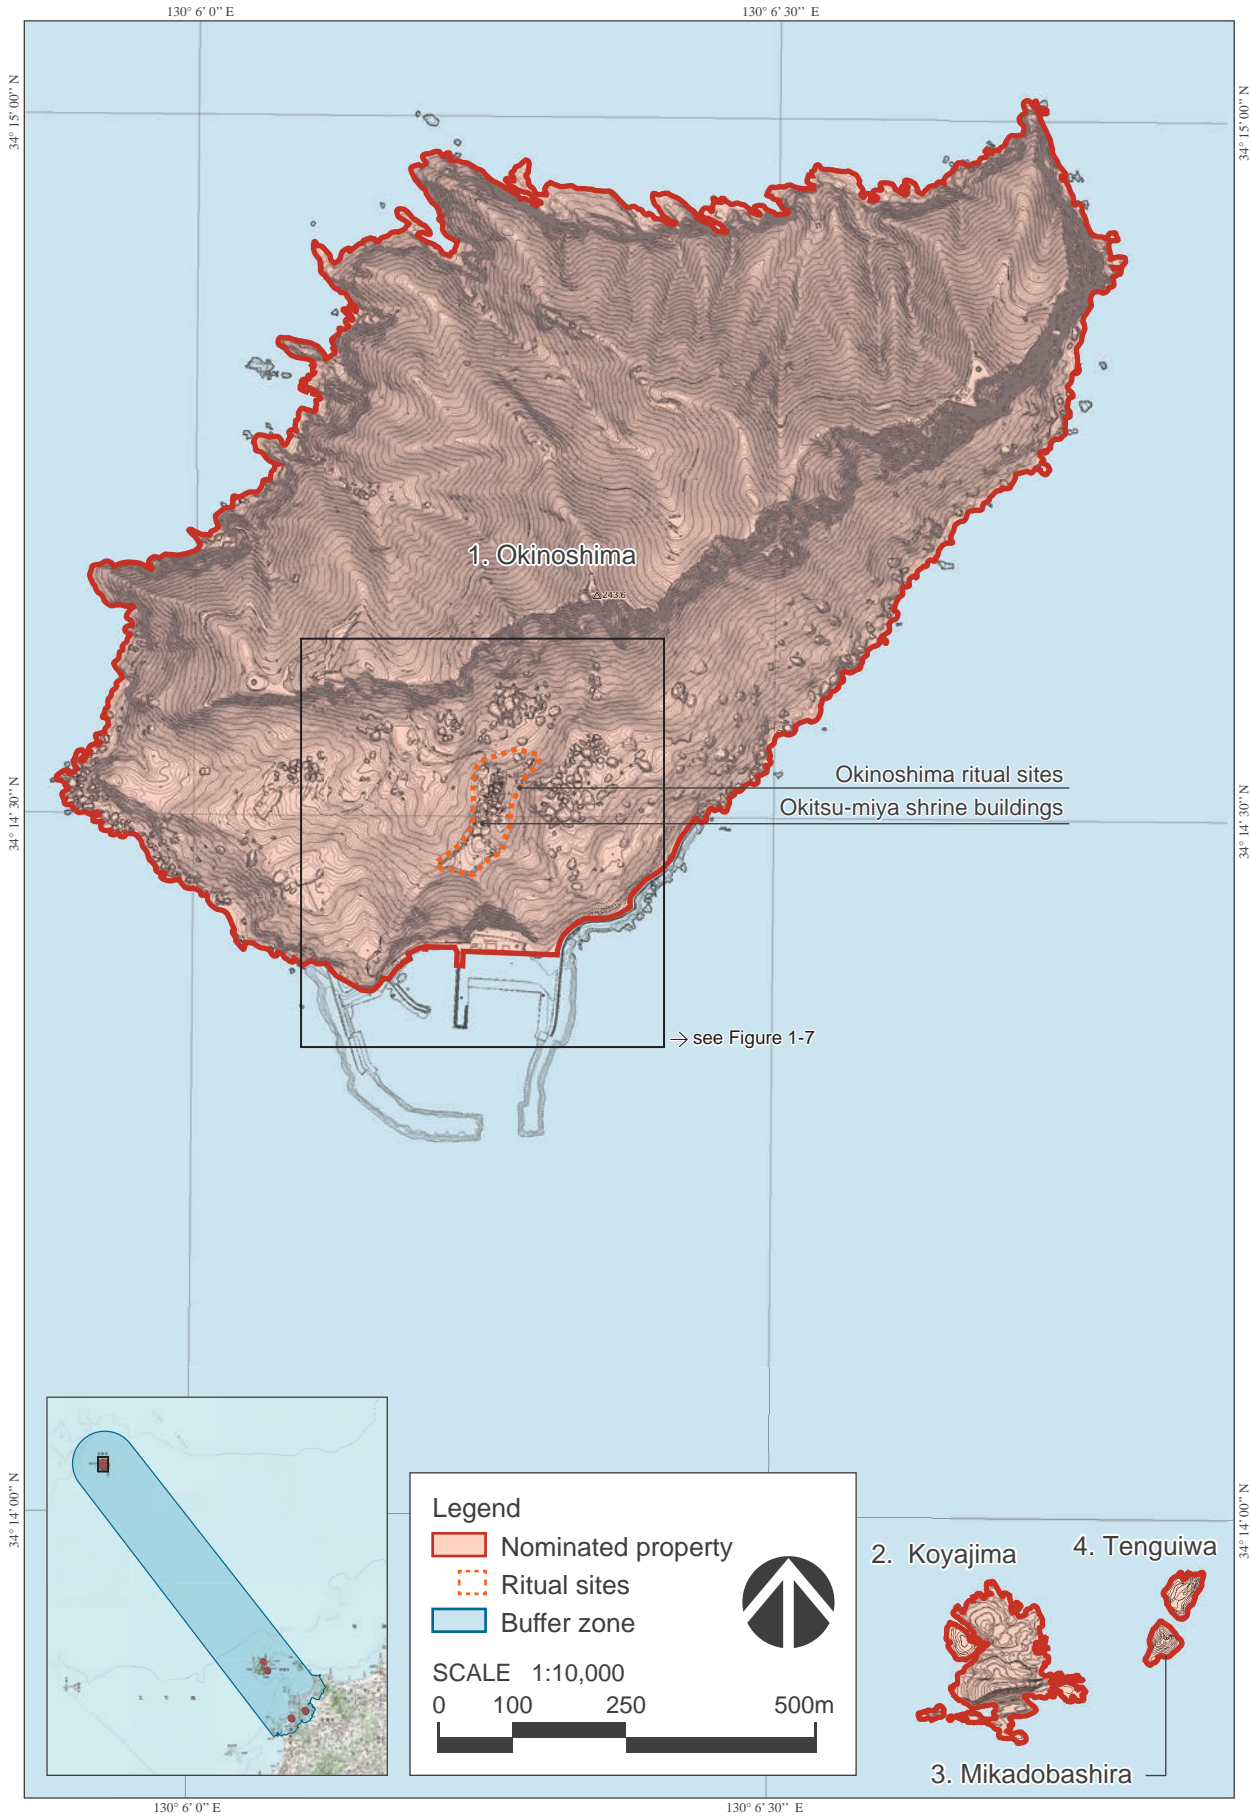 130° 6' 0'' E
130° 6' 30'' E
34° 15' 00'' N
34° 15' 00'' N
1. Okinoshima
△243.6
Okinoshima ritual sites
Okitsu-miya shrine buildings
34° 14' 30'' N
34° 14' 30'' N
→ see Figure 1-7
34° 14' 00'' N
34° 14' 00'' N
Legend
Nominated property
Ritual sites
Buffer zone
SCALE 1:10,000
0 100 250 500m
2. Koyajima
4. Tenguiwa
3. Mikadobashira
130° 6' 0'' E
130° 6' 30'' E